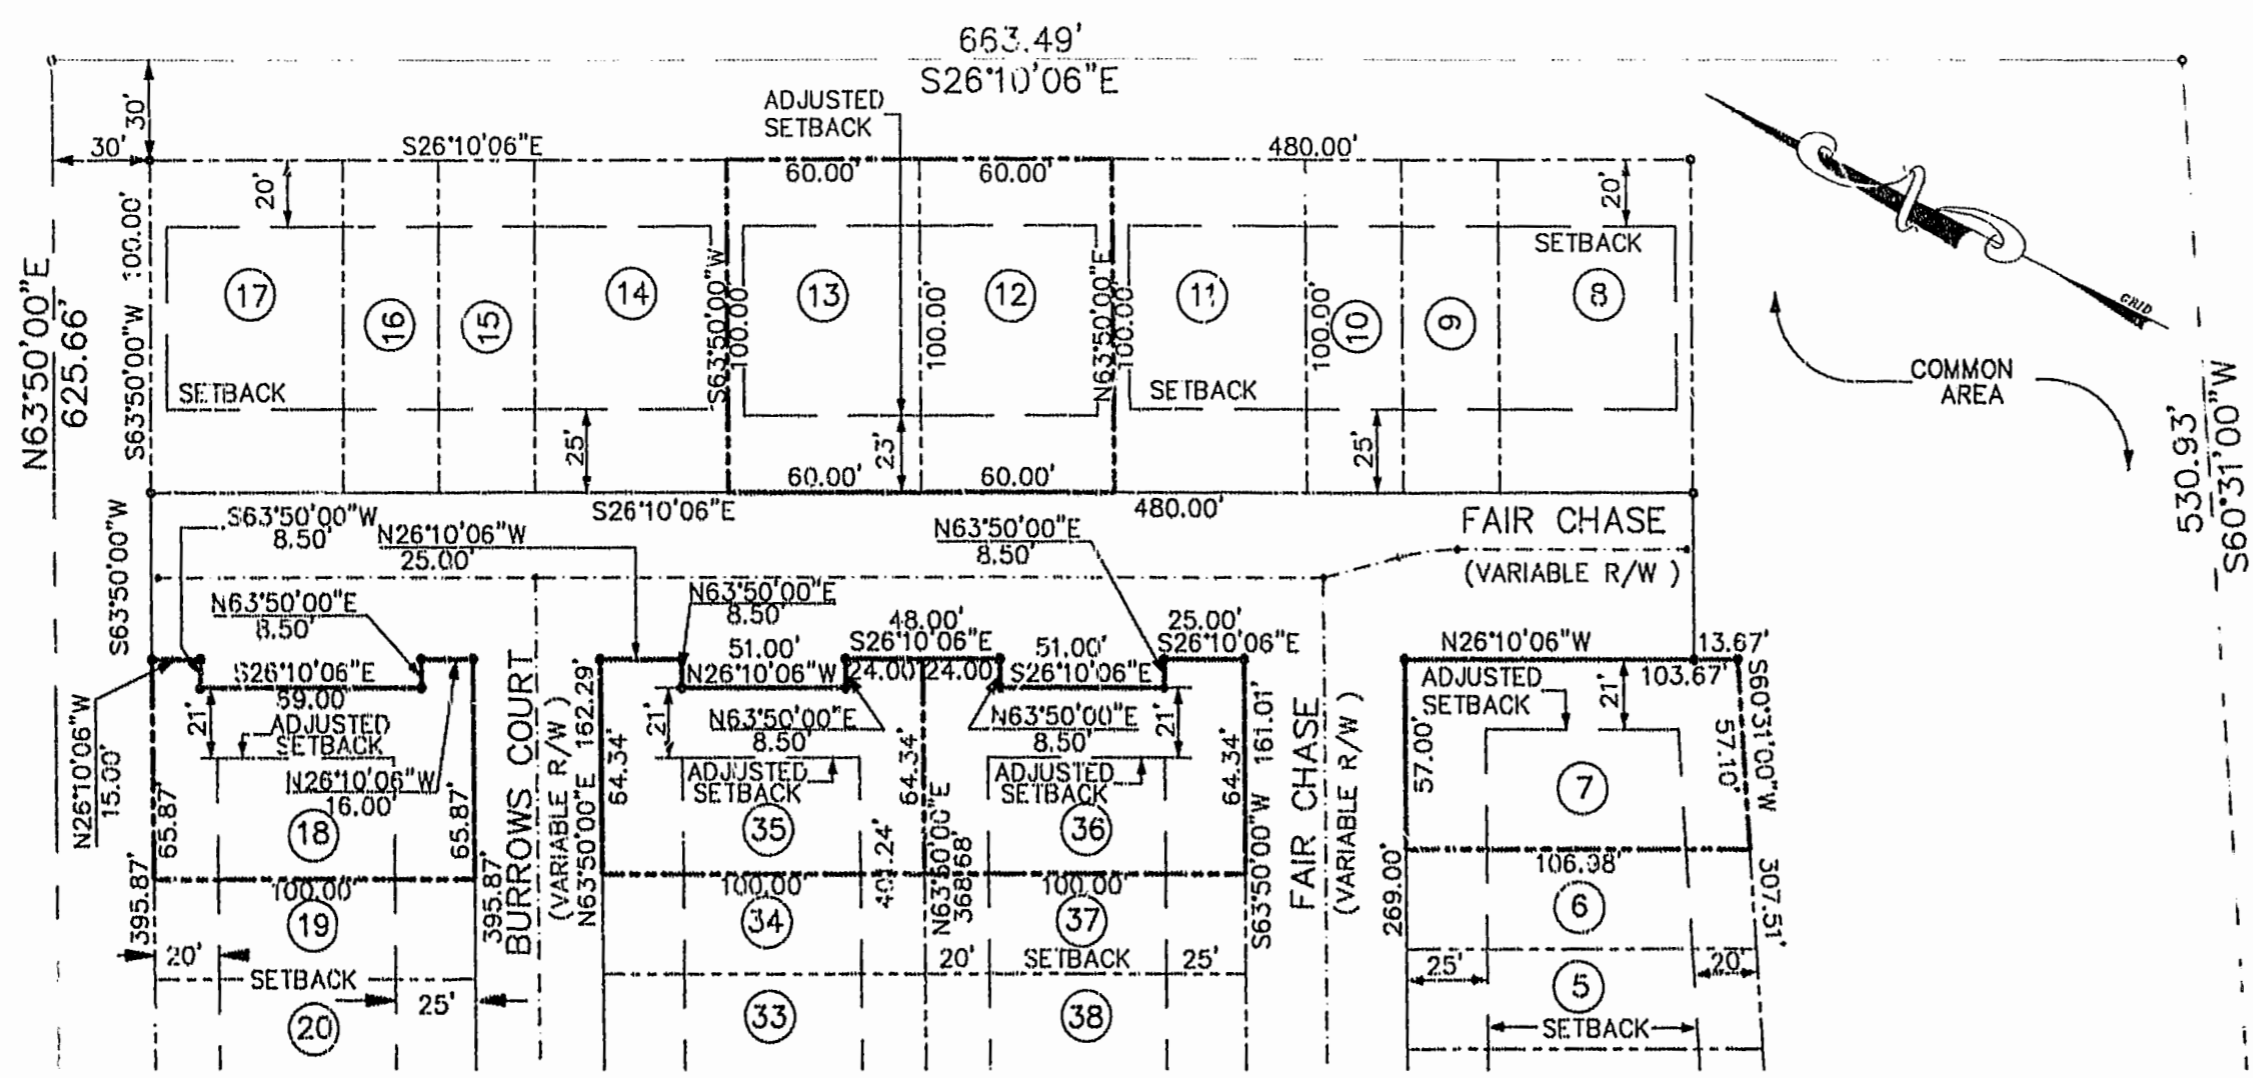 663.49'
S26°10'06"E
ADJUSTED
SETBACK
30'
30'
S26°10'06"E
480.00'
60.00'
60.00'
20'
20'
SETBACK
N63°50'00"E
625.66'
S63°50'00"W 100.00'
17
16
15
14
S63°50'00"W
100.00'
13
100.00'
12
N63°50'00"E
100.00'
11
100.00'
10
9
8
GRID
COMMON
AREA
530.93'
S60°31'00"W
SETBACK
SETBACK
25'
23'
25'
60.00'
60.00'
S26°10'06"E
480.00'
FAIR CHASE
(VARIABLE R/W )
S63°50'00"W
S63°50'00"W
8.50'
N26°10'06"W
25.00'
N63°50'00"E
8.50'
N63°50'00"E
8.50'
N63°50'00"E
8.50'
48.00'
25.00'
51.00'
S26°10'06"E
51.00'
S26°10'06"E
N26°10'06"W
13.67'
S26°10'06"E
59.00
N26°10'06"W
24.00'
24.00'
S26°10'06"E
103.67'
21'
ADJUSTED
SETBACK
N26°10'06"W
16.00'
N26°10'06"W
15.00'
65.87'
65.87'
18
BURROWS COURT
(VARIABLE R/W )
N63°50'00"E 162.29'
64.34'
21'
N63°50'00"E
8.50'
N63°50'00"E
8.50'
21'
ADJUSTED
SETBACK
ADJUSTED
SETBACK
64.34'
64.34'
35
36
S63°50'00"W 161.01'
FAIR CHASE
(VARIABLE R/W )
ADJUSTED
SETBACK
21'
57.00'
57.10'
S60°31'00"W
307.51'
7
395.87'
100.00'
395.87'
19
100.00'
34
N63°50'00"E
368.68'
100.00'
37
269.00'
106.98'
6
20'
SETBACK
25'
20
20'
SETBACK
25'
33
38
25'
20'
5
SETBACK